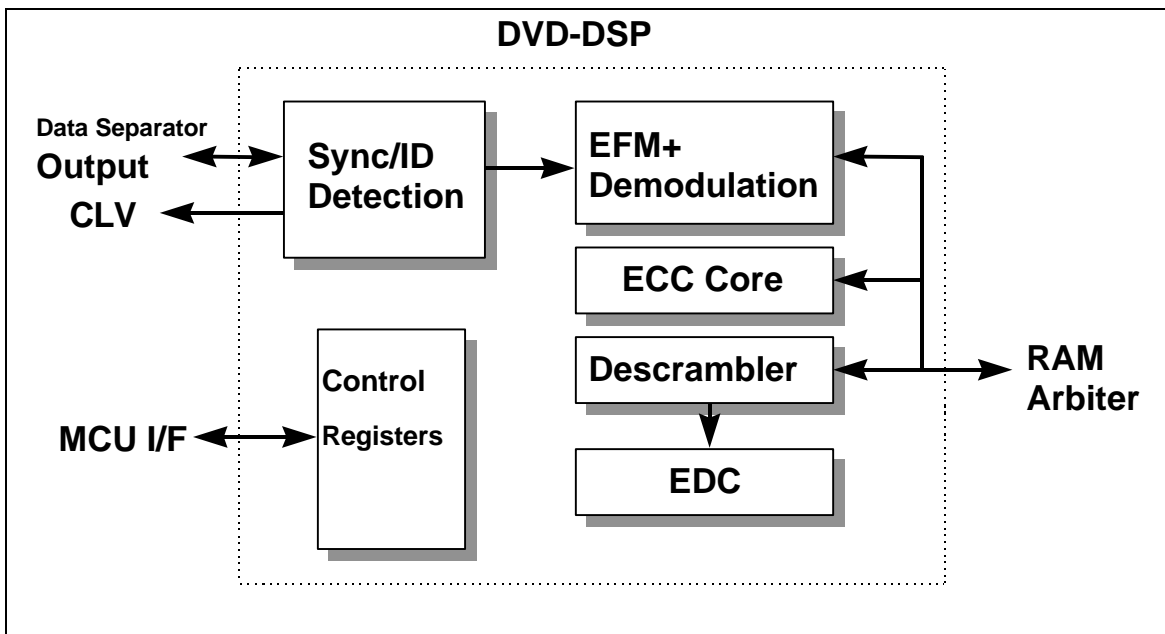 DVD-DSP
Data Separator
Output
CLV
Sync/ID
Detection
EFM+
Demodulation
ECC Core
Descrambler
EDC
Control
Registers
MCU I/F
RAM
Arbiter